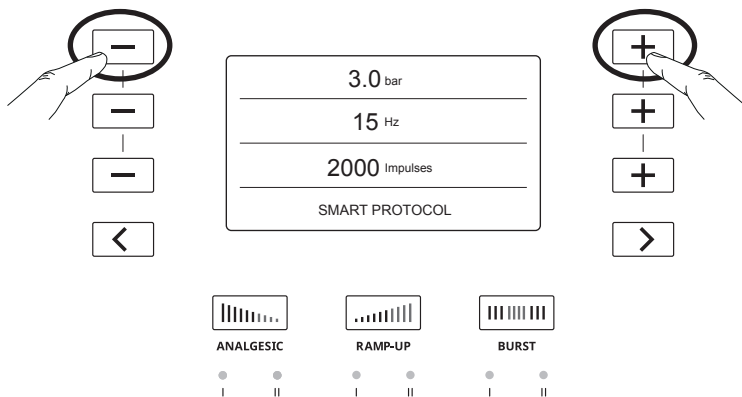 3.0 bar
15 Hz
2000 Impulses
SMART PROTOCOL
ANALGESIC RAMP-UP BURST
I II I II I II